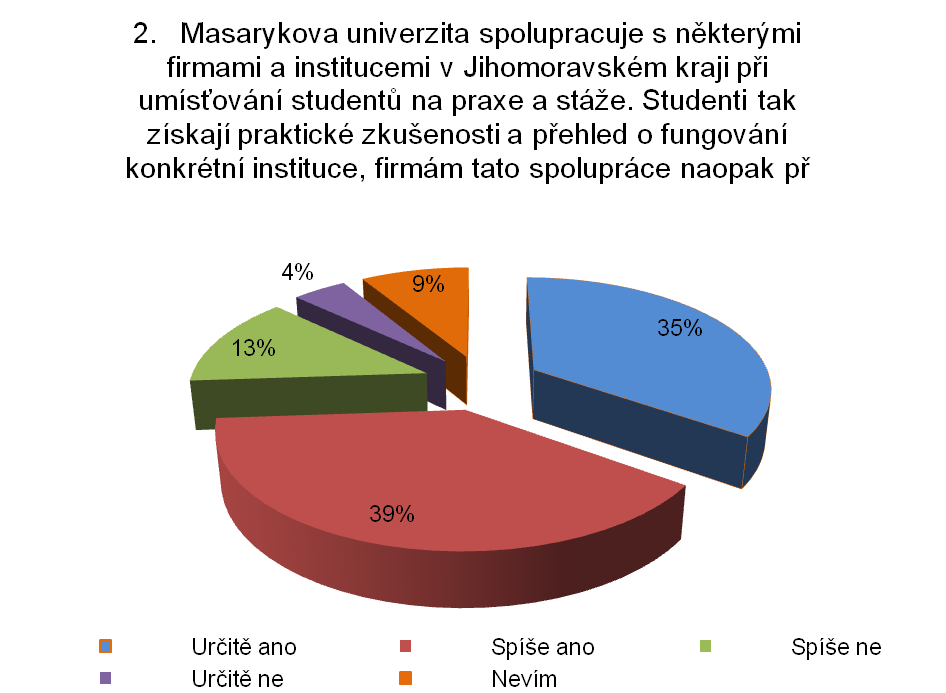 2. Masarykova univerzita spolupracuje s některými
firmami a institucemi v Jihomoravském kraji při
umísťování studentů na praxe a stáže. Studenti tak
získají praktické zkušenosti a přehled o fungování
konkrétní instituce, firmám tato spolupráce naopak př
4%
9%
35%
13%
39%
Určitě ano
Spíše ano
Spíše ne
Určitě ne
Nevím